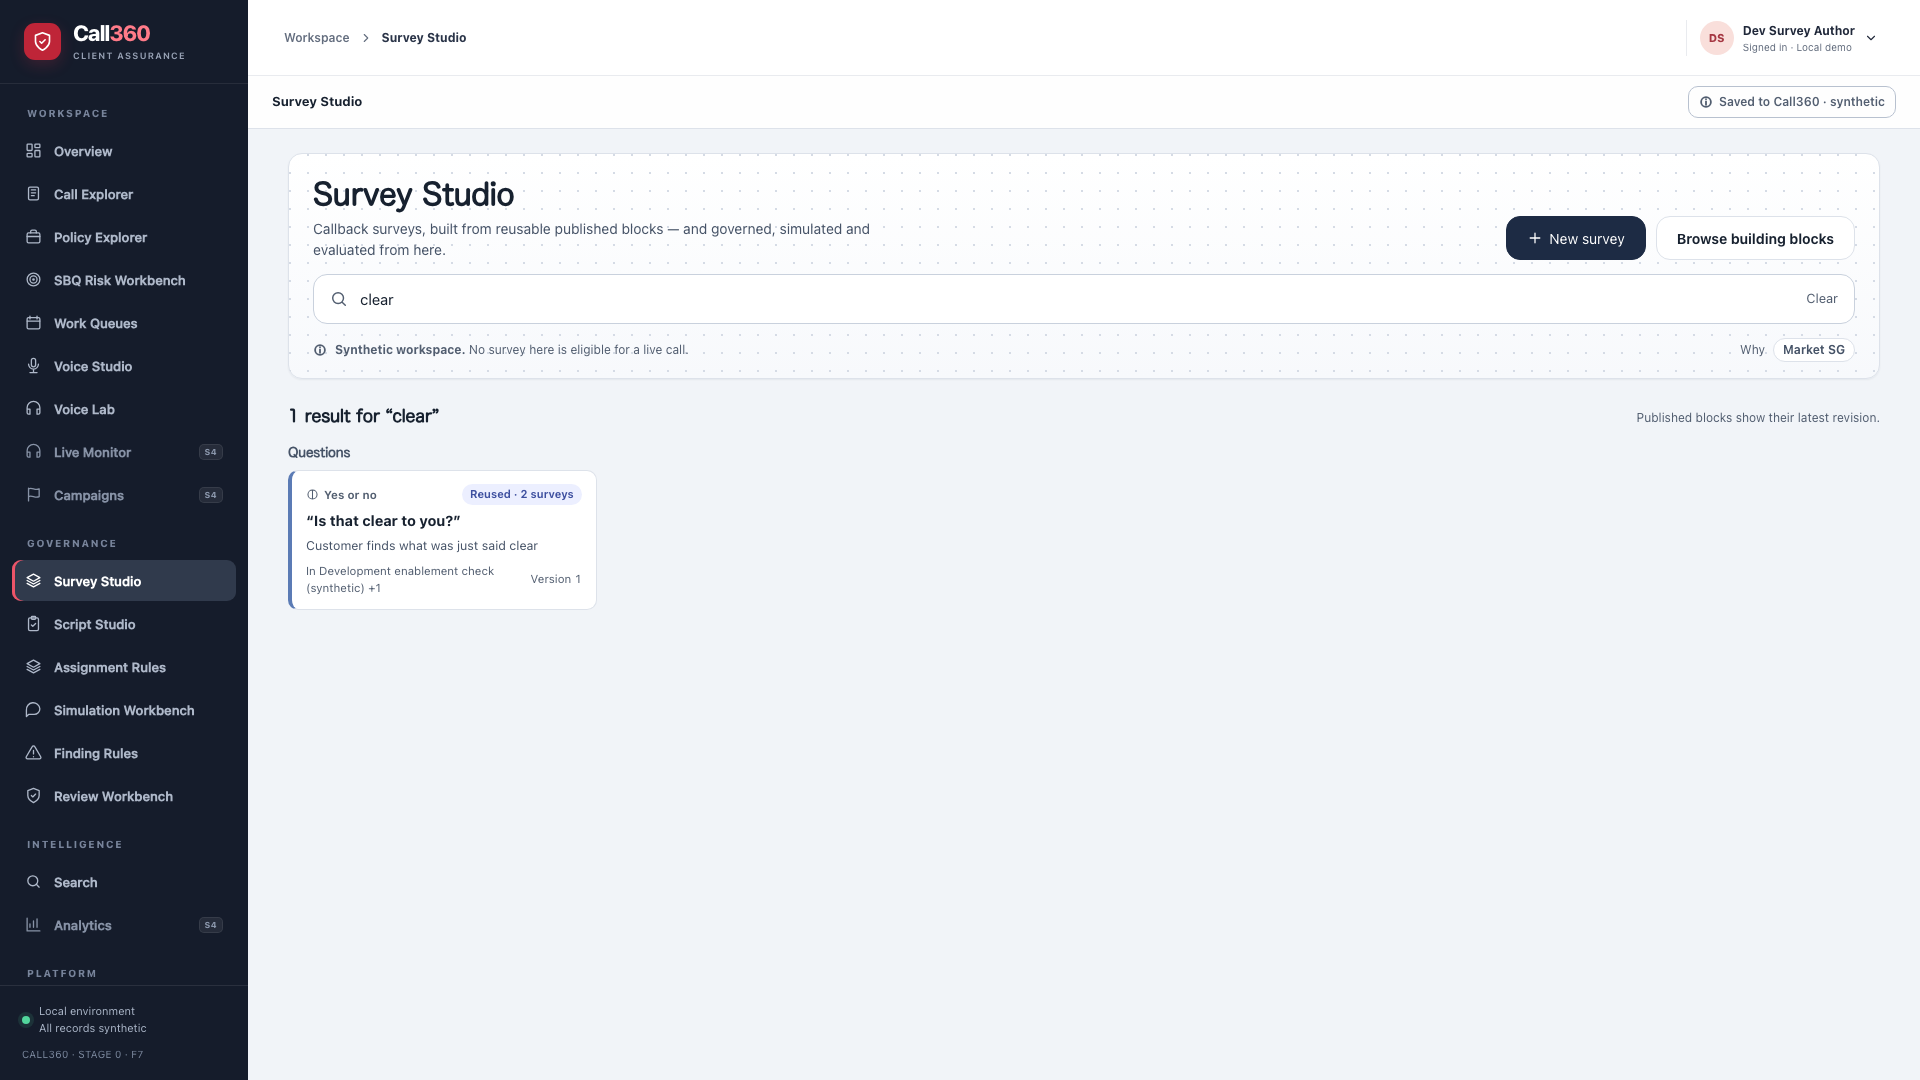 Call360
CLIENT ASSURANCE
WORKSPACE
Overview
Call Explorer
Policy Explorer
SBQ Risk Workbench
Work Queues
Voice Studio
Voice Lab
Live Monitor S4
Campaigns S4
GOVERNANCE
Survey Studio
Script Studio
Assignment Rules
Simulation Workbench
Finding Rules
Review Workbench
INTELLIGENCE
Search
Analytics S4
PLATFORM
Local environment
All records synthetic
CALL360 · STAGE 0 · F7
Workspace > Survey Studio
DS
Dev Survey Author
Signed in · Local demo
Survey Studio
Saved to Call360 · synthetic
Survey Studio
Callback surveys, built from reusable published blocks — and governed, simulated and
evaluated from here.
+ New survey
Browse building blocks
clear
Clear
Synthetic workspace. No survey here is eligible for a live call.
Why
Market SG
1 result for “clear”
Published blocks show their latest revision.
Questions
Yes or no
Reused · 2 surveys
“Is that clear to you?”
Customer finds what was just said clear
In Development enablement check
(synthetic) +1
Version 1